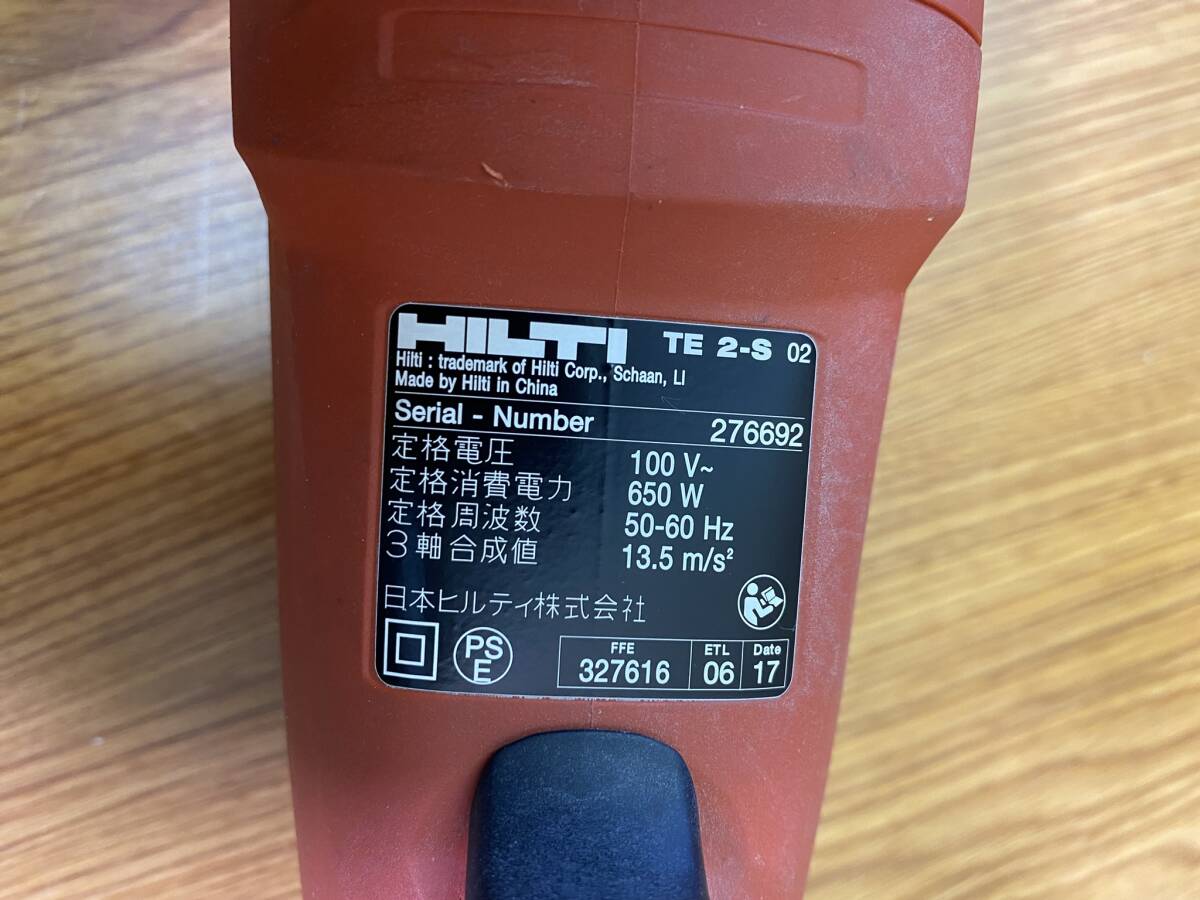 HILTI TE 2-S 02
Hilti : trademark of Hilti Corp., Schaan, LI
Made by Hilti in China
Serial - Number 276692
定格電圧 100 V~
定格消費電力 650 W
定格周波数 50-60 Hz
3軸合成値 13.5 m/s²
日本ヒルティ株式会社
PS
E
FFE ETL Date
327616 06 17